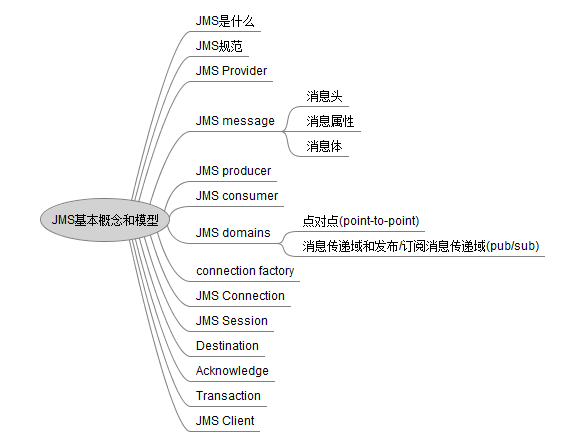 JMS是什么
JMS规范
JMS Provider
JMS message
消息头
消息属性
消息体
JMS producer
JMS consumer
JMS基本概念和模型
JMS domains
点对点(point-to-point)
消息传递域和发布/订阅消息传递域(pub/sub)
connection factory
JMS Connection
JMS Session
Destination
Acknowledge
Transaction
JMS Client